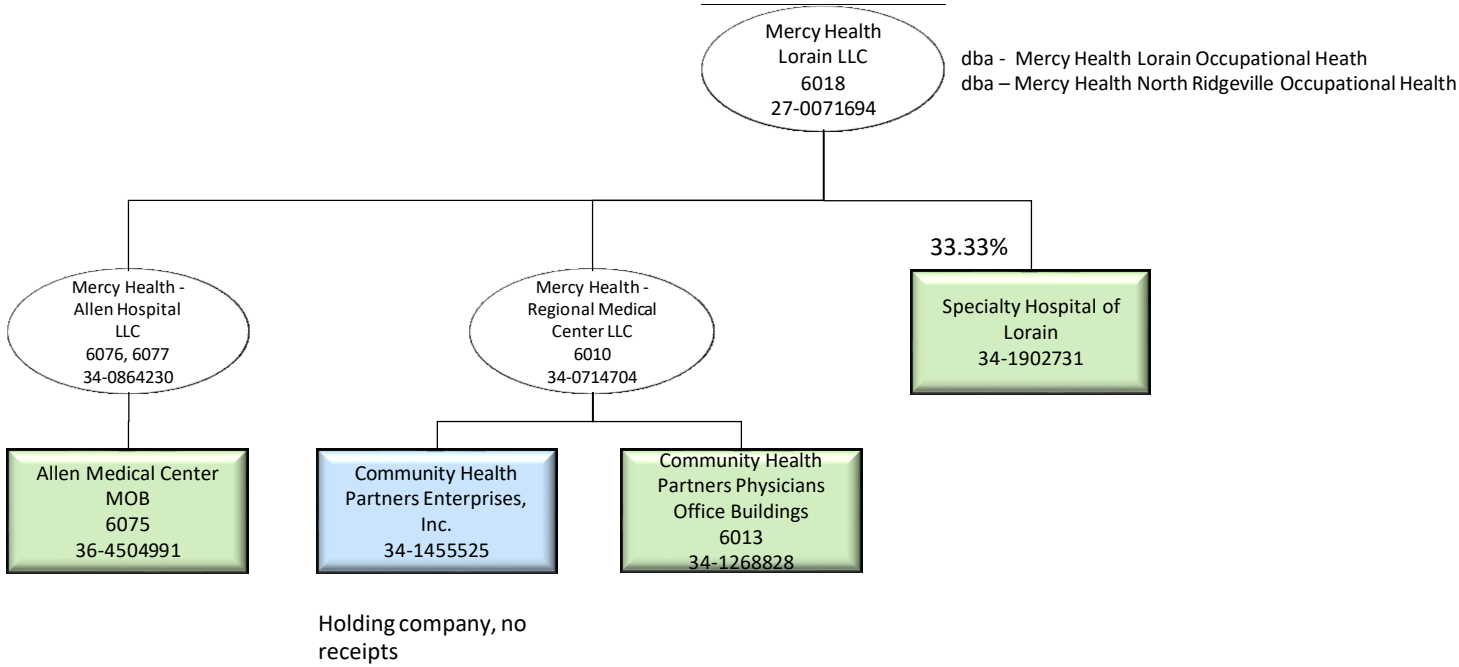 Mercy Health
Lorain LLC
6018
27-0071694
dba - Mercy Health Lorain Occupational Heath
dba – Mercy Health North Ridgeville Occupational Health
33.33%
Mercy Health -
Allen Hospital
LLC
6076, 6077
34-0864230
Mercy Health -
Regional Medical
Center LLC
6010
34-0714704
Specialty Hospital of
Lorain
34-1902731
Allen Medical Center
MOB
6075
36-4504991
Community Health
Partners Enterprises,
Inc.
34-1455525
Community Health
Partners Physicians
Office Buildings
6013
34-1268828
Holding company, no
receipts